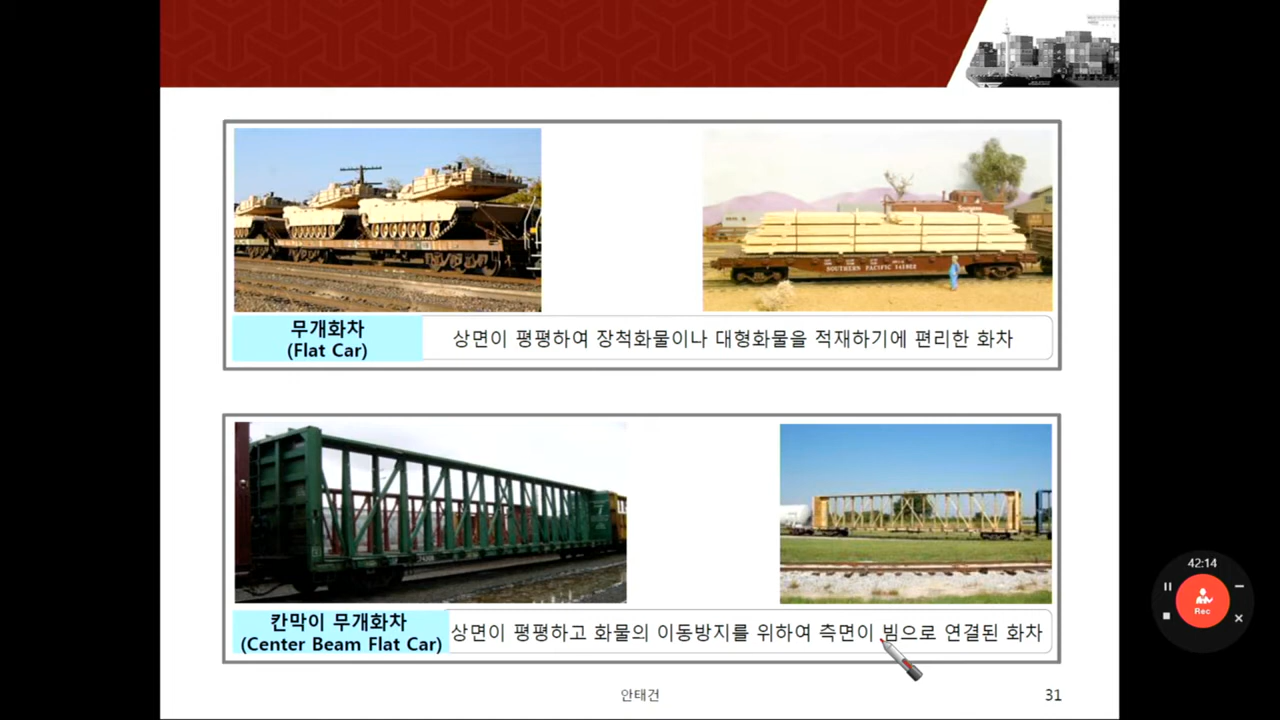 SOUTHERN PACIFIC 141902
무개화차
(Flat Car)
상면이 평평하여 장척화물이나 대형화물을 적재하기에 편리한 화차
칸막이 무개화차
(Center Beam Flat Car)
상면이 평평하고 화물의 이동방지를 위하여 측면이 빔으로 연결된 화차
안태건
31
42:14
Rec